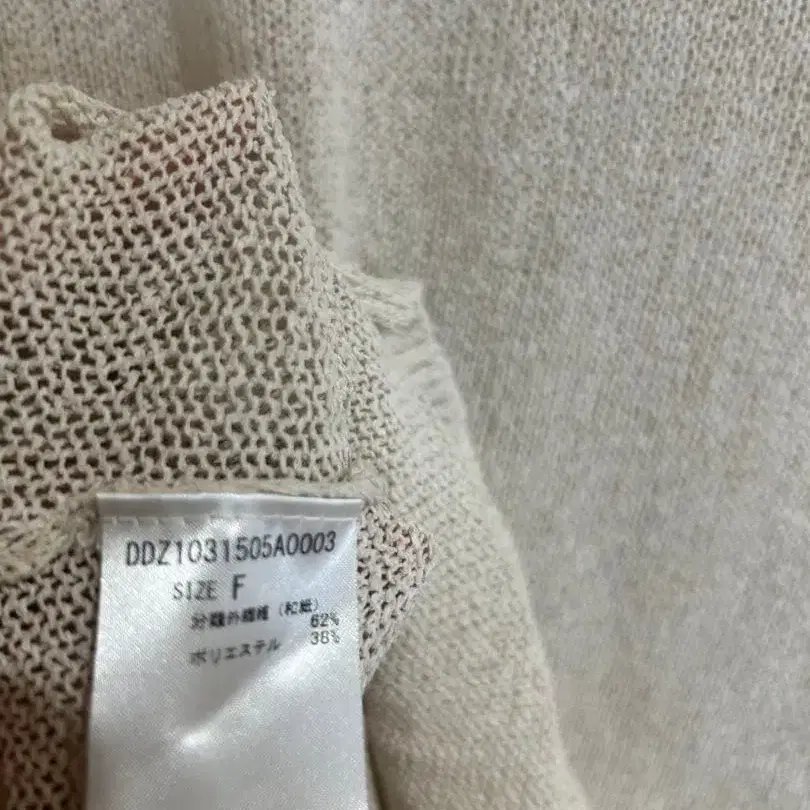 DDZ1031505A0003
SIZE F
分類外繊維（和紙）
62%
ポリエステル 38%